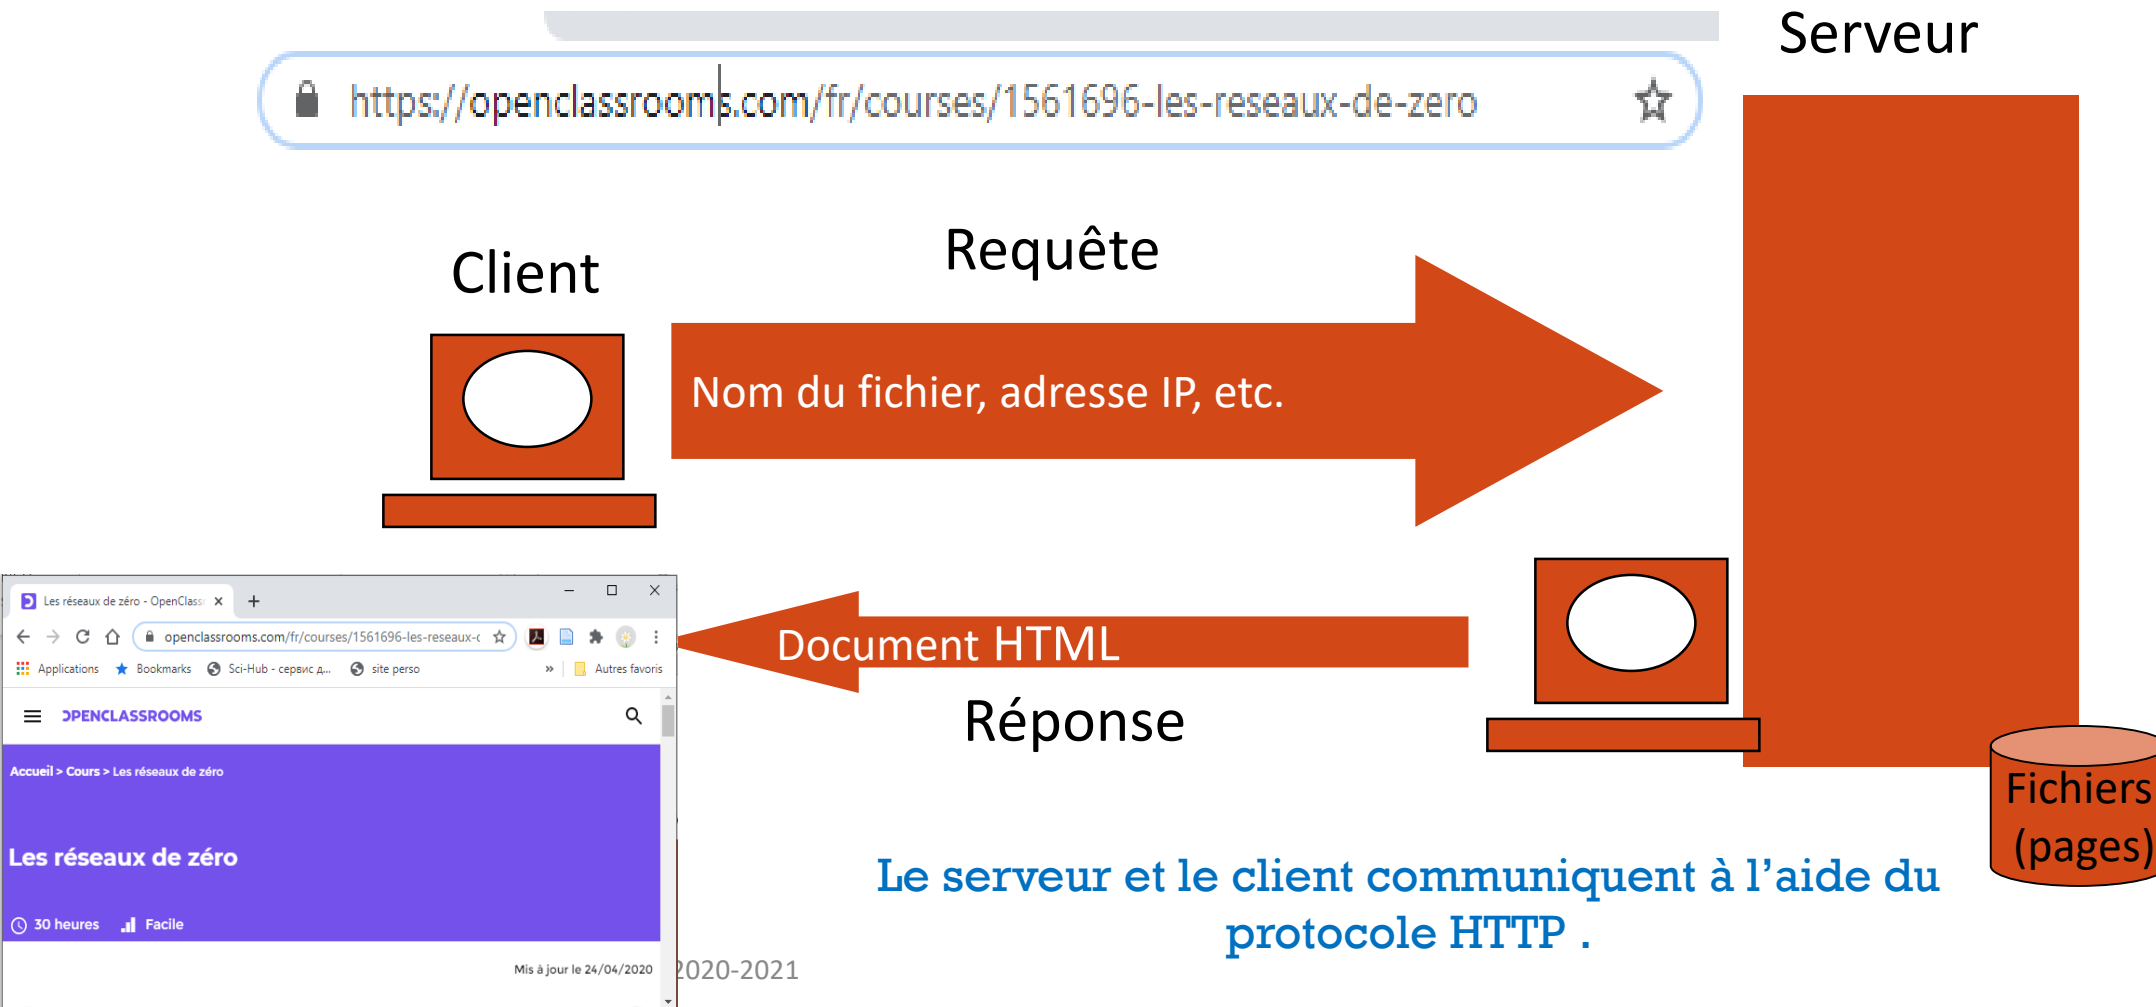 Serveur
https://openclassrooms.com/fr/courses/1561696-les-reseaux-de-zero
Requête
Client
Nom du fichier, adresse IP, etc.
Les réseaux de zéro - OpenClassr
openclassrooms.com/fr/courses/1561696-les-reseaux-c
Applications
Bookmarks
Sci-Hub - сервис д...
site perso
»
Autres favoris
OPENCLASSROOMS
Accueil > Cours > Les réseaux de zéro
Les réseaux de zéro
30 heures
Facile
Mis à jour le 24/04/2020
Document HTML
Réponse
Fichiers
(pages)
Le serveur et le client communiquent à l’aide du
protocole HTTP .
2020-2021